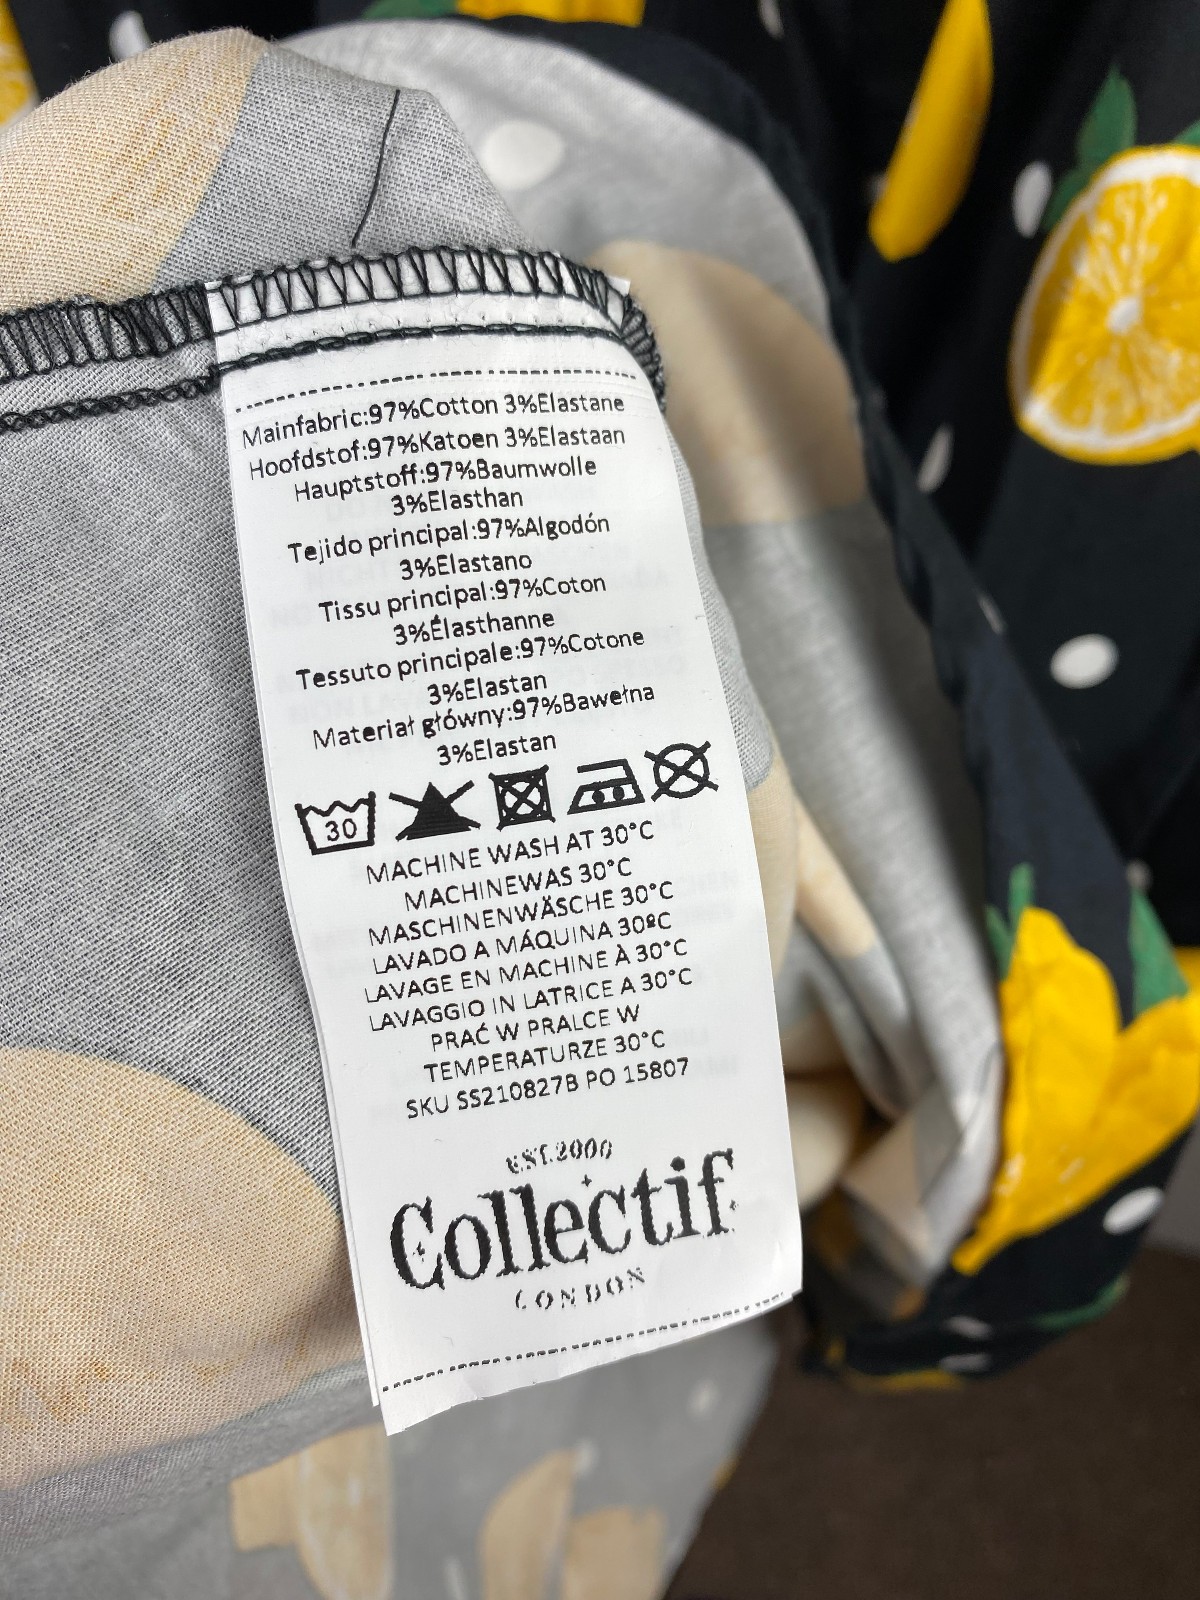 Mainfabric:97%Cotton 3%Elastane
Hoofdstof:97%Katoen 3%Elastaan
Hauptstoff:97%Baumwolle
3%Elasthan
Tejido principal:97%Algodón
3%Elastano
Tissu principal:97%Coton
3%Élasthanne
Tessuto principale:97%Cotone
3%Elastan
Materiał główny:97%Bawełna
3%Elastan
30
MACHINE WASH AT 30°C
MACHINEWAS 30°C
MASCHINENWÄSCHE 30°C
LAVADO A MÁQUINA 30ºC
LAVAGE EN MACHINE À 30°C
LAVAGGIO IN LATRICE A 30°C
PRAĆ W PRALCE W
TEMPERATURZE 30°C
SKU SS210827B PO 15807
EST.2000
Collectif
LONDON